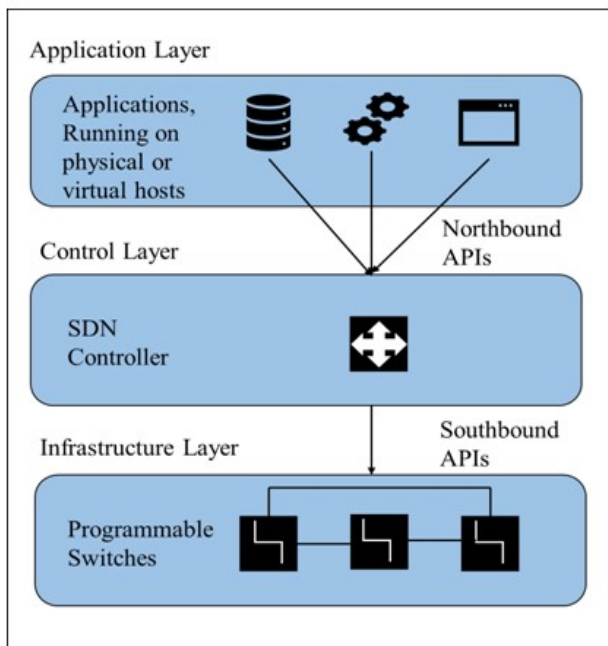 Application Layer
Applications,
Running on
physical or
virtual hosts
Northbound
APIs
Control Layer
SDN
Controller
Southbound
APIs
Infrastructure Layer
Programmable
Switches